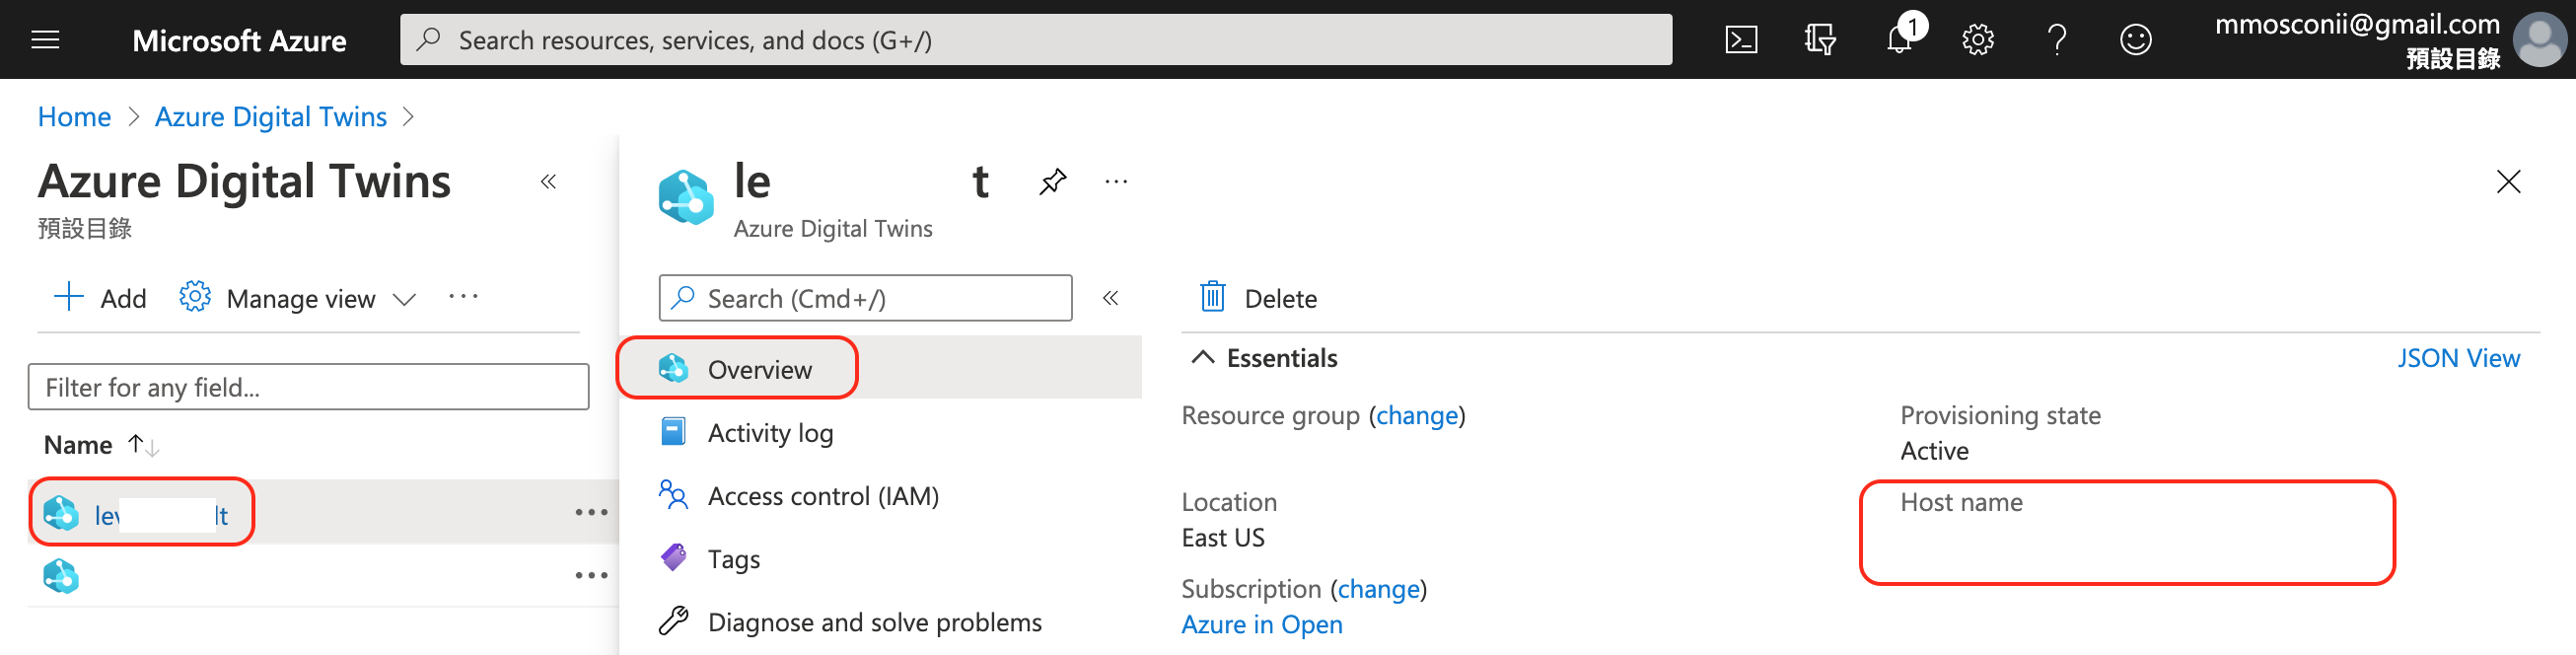 Microsoft Azure
Search resources, services, and docs (G+/)
1
mmosconii@gmail.com
預設目錄
Home > Azure Digital Twins >
Azure Digital Twins
預設目錄
Add
Manage view
Filter for any field...
Name
le t
Azure Digital Twins
Search (Cmd+/)
Overview
Activity log
Access control (IAM)
Tags
Diagnose and solve problems
Delete
Essentials
JSON View
Resource group (change)
Location
East US
Subscription (change)
Azure in Open
Provisioning state
Active
Host name